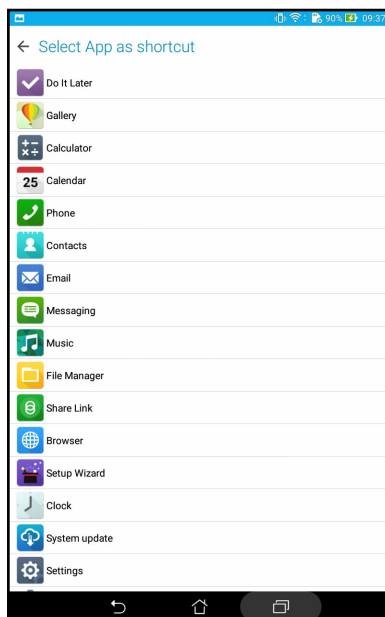 90% 09:37
Select App as shortcut
Do It Later
Gallery
Calculator
25 Calendar
Phone
Contacts
Email
Messaging
Music
File Manager
Share Link
Browser
Setup Wizard
Clock
System update
Settings